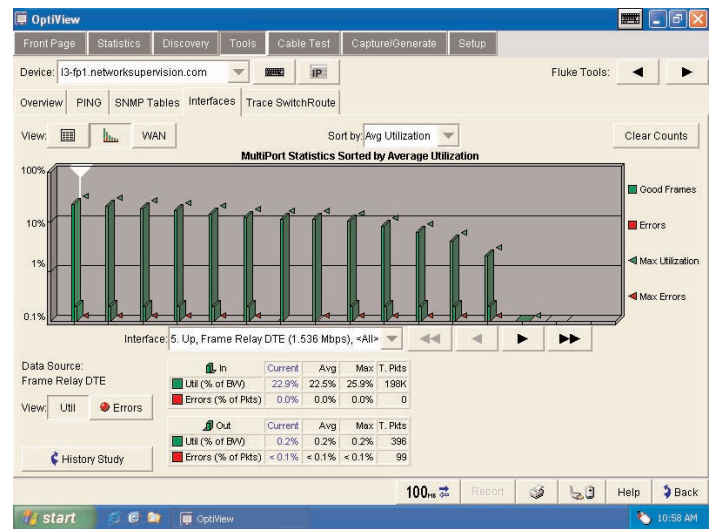 OptiView
Front Page Statistics Discovery Tools Cable Test Capture/Generate Setup
Device: l3-fp1.networksupervision.com IP Fluke Tools:
Overview PING SNMP Tables Interfaces Trace SwitchRoute
View: WAN Sort by: Avg Utilization Clear Counts
MultiPort Statistics Sorted by Average Utilization
100%
10%
1%
0.1%
Good Frames
Errors
Max Utilization
Max Errors
Interface: 5. Up, Frame Relay DTE (1.536 Mbps), <All>
Data Source:
Frame Relay DTE
View: Util Errors
History Study
In Current Avg Max T. Pkts
Util (% of BW) 22.9% 22.5% 25.9% 198K
Errors (% of Pkts) 0.0% 0.0% 0.0% 0
Out Current Avg Max T. Pkts
Util (% of BW) 0.2% 0.2% 0.2% 396
Errors (% of Pkts) < 0.1% < 0.1% < 0.1% 99
100MB Report Help Back
start OptiView 10:58 AM